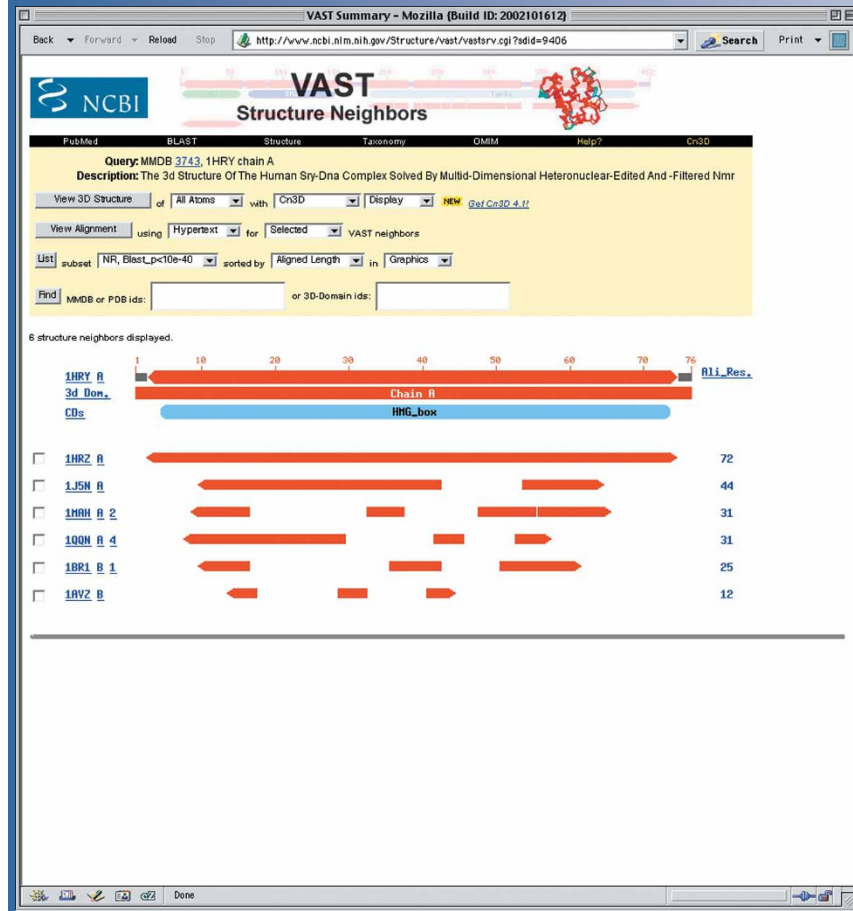 VAST Summary - Mozilla {Build ID: 2002101612}
Back Forward Reload Stop http://www.ncbi.nlm.nih.gov/Structure/vast/vastsrv.cgi?sdid=9406 Search Print
NCBI
VAST
Structure Neighbors
PubMed BLAST Structure Taxonomy OMIM Help? Cn3D
Query: MMDB 3743, 1HRY chain A
Description: The 3d Structure Of The Human Sry-Dna Complex Solved By Multid-Dimensional Heteronuclear-Edited And -Filtered Nmr
View 3D Structure of All Atoms with Cn3D Display NEW Get Cn3D 4.1!
View Alignment using Hypertext for Selected VAST neighbors
List subset NR, Blast_p<10e-40 sorted by Aligned Length in Graphics
Find MMDB or PDB ids: or 3D-Domain ids:
6 structure neighbors displayed.
1 10 20 30 40 50 60 70 76
1HRY A Ali_Res.
3d Dom. Chain A
CDs HMG_box
1HRZ A 72
1J5N A 44
1MAH A 2 31
1QQN A 4 31
1BR1 B 1 25
1AVZ B 12
Done